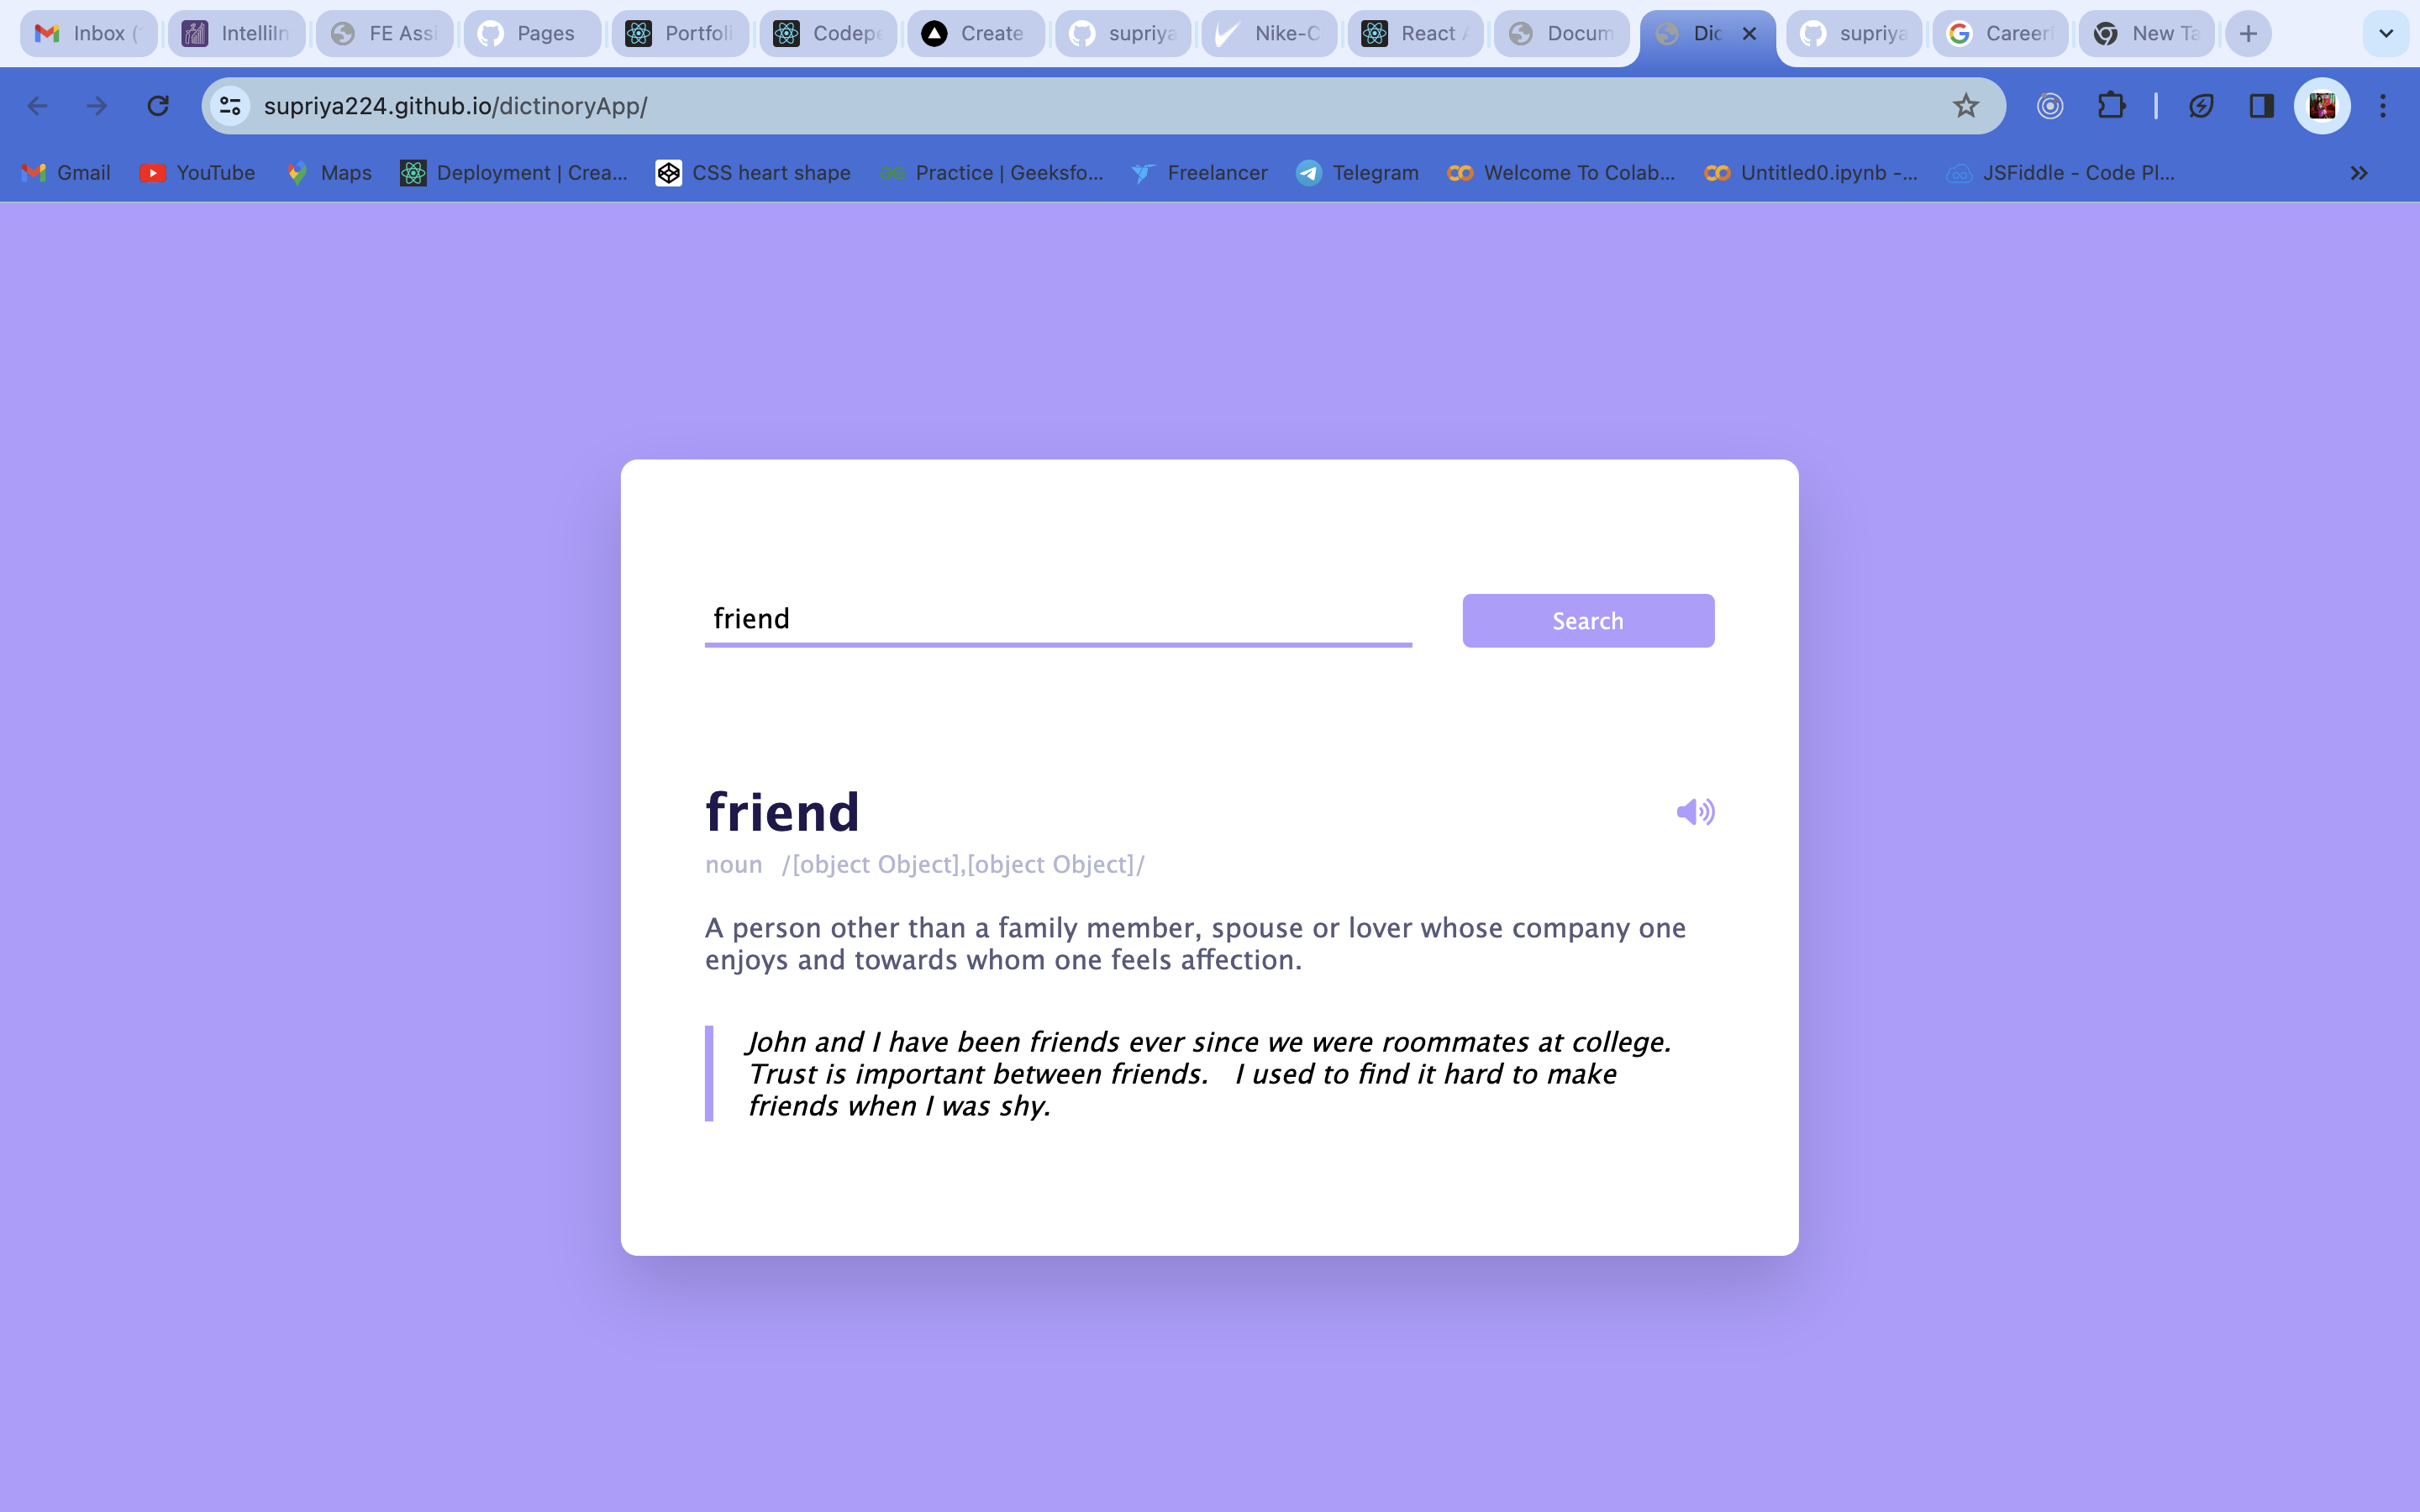 Inbox (
IntelliIn
FE Assi
Pages
Portfoli
Codepe
Create
supriya
Nike-C
React A
Docum
Dic
supriya
Career
New Ta
supriya224.github.io/dictinoryApp/
Gmail
YouTube
Maps
Deployment | Crea...
CSS heart shape
Practice | Geeksfo...
Freelancer
Telegram
Welcome To Colab...
Untitled0.ipynb -...
JSFiddle - Code Pl...
friend
Search
friend
noun /[object Object],[object Object]/
A person other than a family member, spouse or lover whose company one
enjoys and towards whom one feels affection.
John and I have been friends ever since we were roommates at college.
Trust is important between friends. I used to find it hard to make
friends when I was shy.